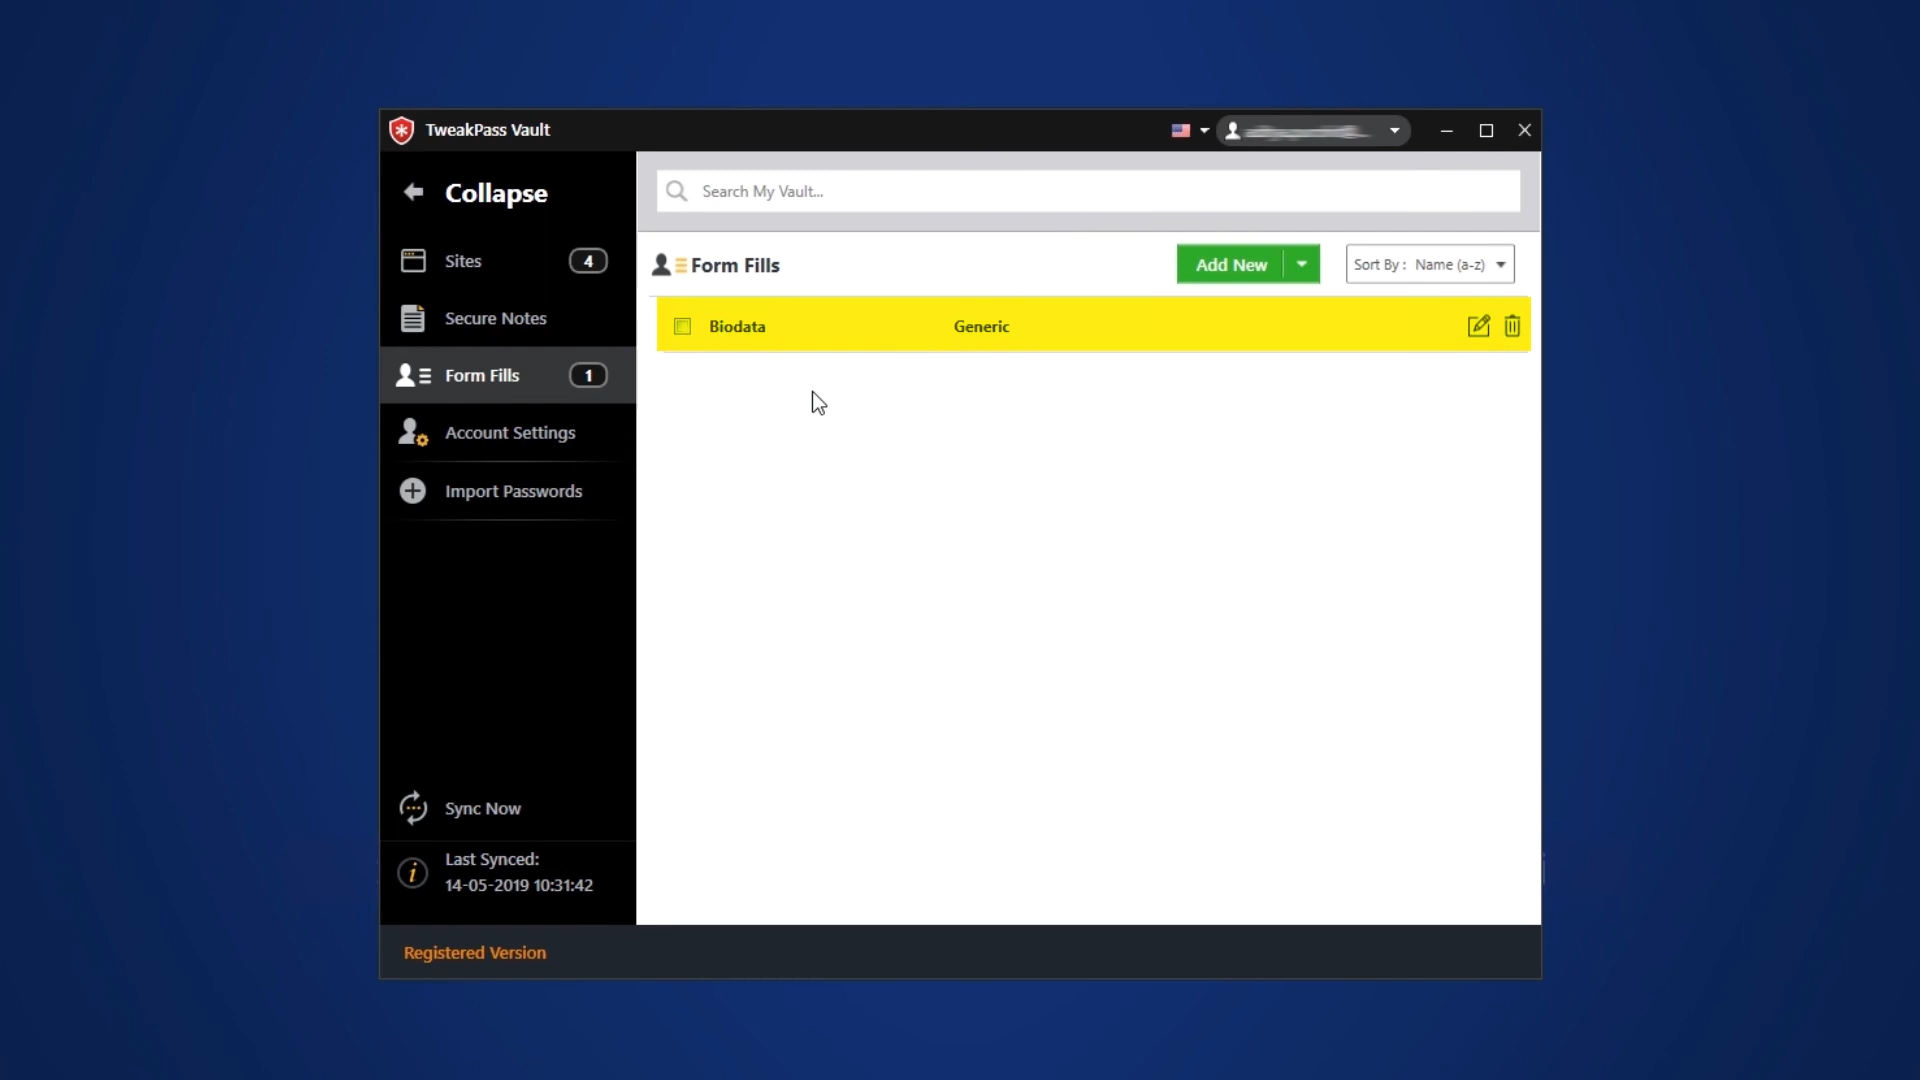 TweakPass Vault
Collapse
Search My Vault...
Sites 4
Secure Notes
Form Fills 1
Account Settings
Import Passwords
Form Fills
Add New
Sort By : Name (a-z)
Biodata Generic
Sync Now
Last Synced:
14-05-2019 10:31:42
Registered Version